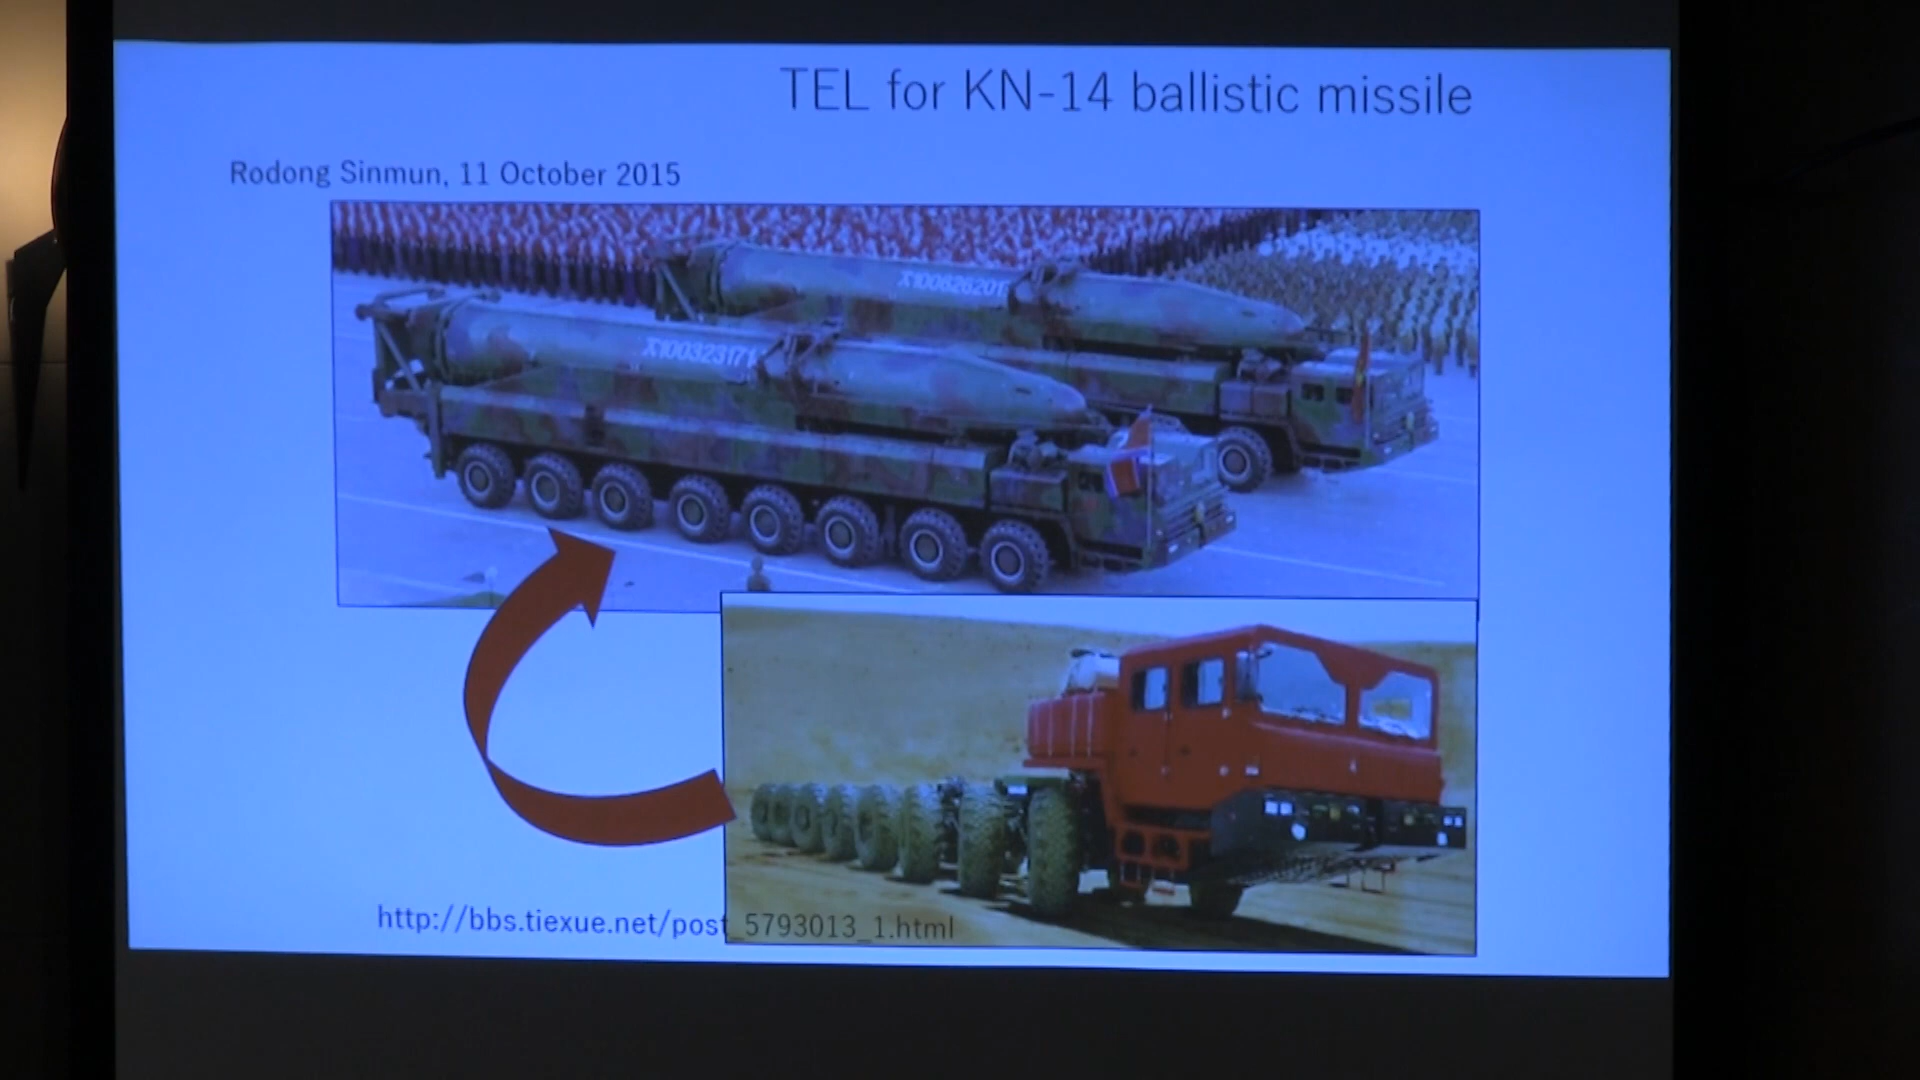 TEL for KN-14 ballistic missile
Rodong Sinmun, 11 October 2015
X100626201
X100323171
http://bbs.tiexue.net/post_5793013_1.html